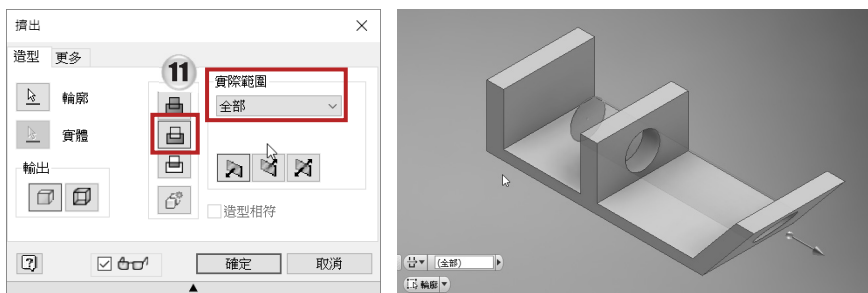 擠出
造型 更多
11
實際範圍
輪廓
全部
實體
輸出
造型相符
確定 取消
(全部)
輪廓